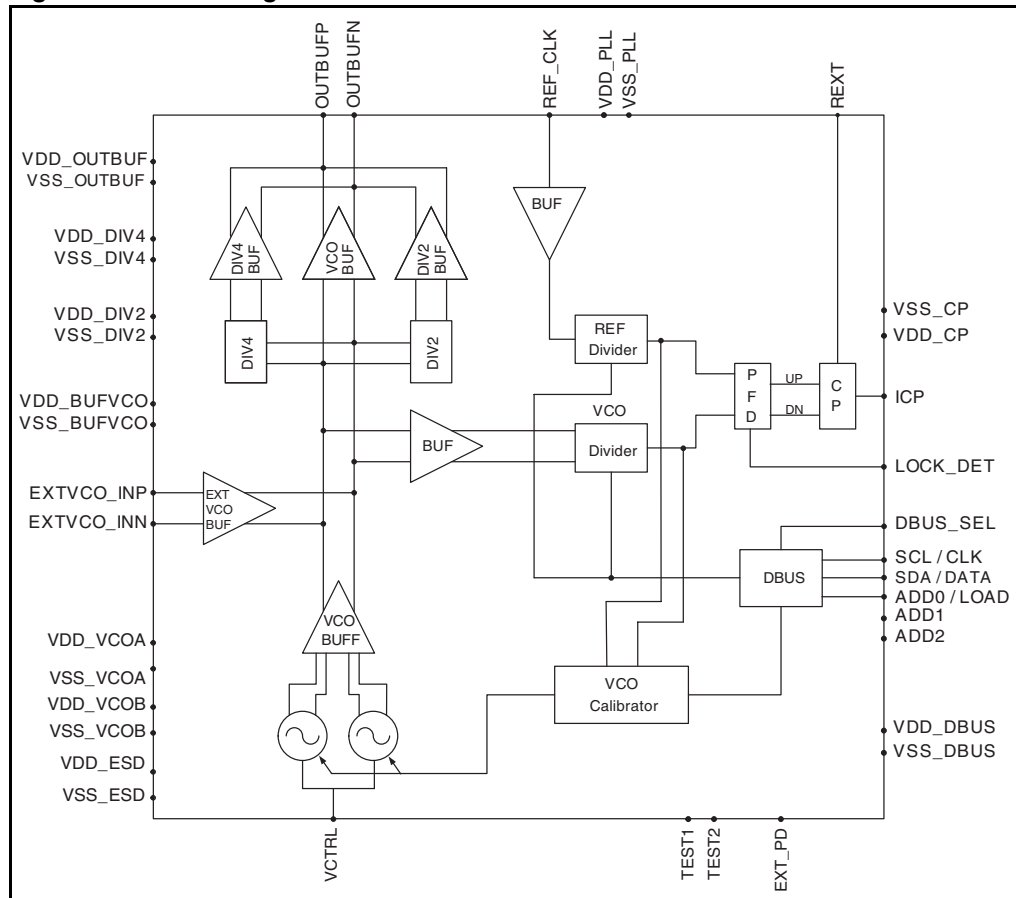 OUTBUFP
OUTBUFN
REF_CLK
VDD_PLL
VSS_PLL
REXT
VDD_OUTBUF
VSS_OUTBUF
VDD_DIV4
VSS_DIV4
VDD_DIV2
VSS_DIV2
VDD_BUFVCO
VSS_BUFVCO
EXTVCO_INP
EXTVCO_INN
VDD_VCOA
VSS_VCOA
VDD_VCOB
VSS_VCOB
VDD_ESD
VSS_ESD
DIV4
BUF
VCO
BUF
DIV2
BUF
DIV4
DIV2
BUF
REF
Divider
VCO
Divider
BUF
EXT
VCO
BUF
VCO
BUFF
PFD
UP
DN
CP
DBUS
VCO
Calibrator
VSS_CP
VDD_CP
ICP
LOCK_DET
DBUS_SEL
SCL / CLK
SDA / DATA
ADD0 / LOAD
ADD1
ADD2
VDD_DBUS
VSS_DBUS
VCTRL
TEST1
TEST2
EXT_PD